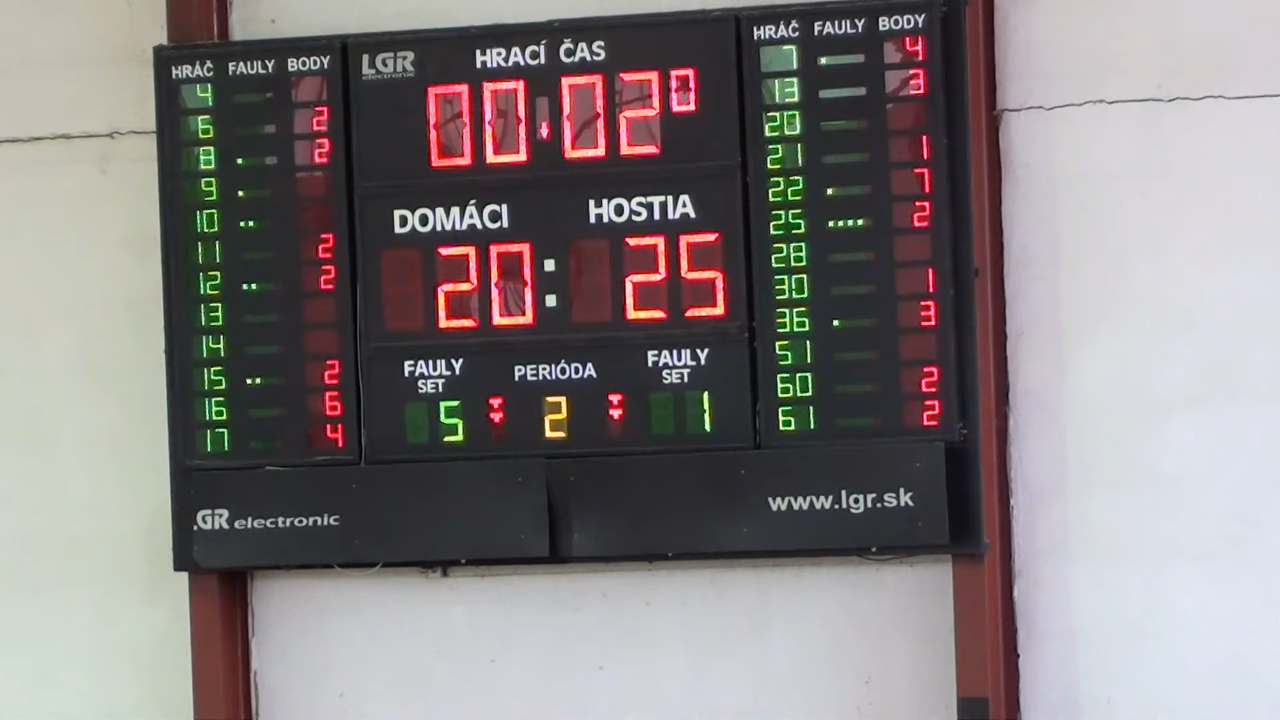 HRÁČ FAULY BODY
4
6 2
8 2
9
10
11 2
12 2
13
14
15 2
16 6
17 4
LGR
electronic
HRACÍ ČAS
00:02 0
DOMÁCI HOSTIA
20:25
FAULY SET PERIÓDA FAULY SET
5 2 1
HRÁČ FAULY BODY
7 4
13 3
20
21 1
22 7
25 2
28
30 1
36 3
51
60 2
61 2
.GR electronic
www.lgr.sk